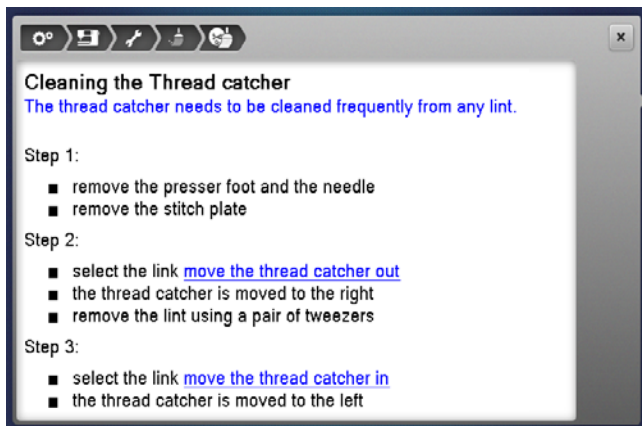 Cleaning the Thread catcher
The thread catcher needs to be cleaned frequently from any lint.
Step 1:
■ remove the presser foot and the needle
■ remove the stitch plate
Step 2:
■ select the link move the thread catcher out
■ the thread catcher is moved to the right
■ remove the lint using a pair of tweezers
Step 3:
■ select the link move the thread catcher in
■ the thread catcher is moved to the left